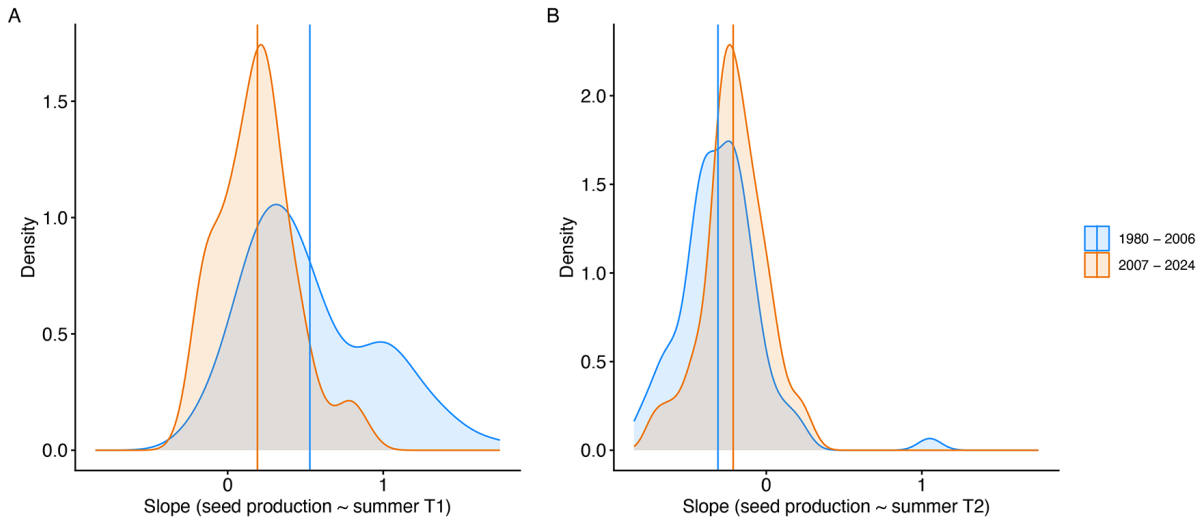 A
B
1.5
1.0
0.5
0.0
Density
0
1
Slope (seed production ~ summer T1)
2.0
1.5
1.0
0.5
0.0
Density
0
1
Slope (seed production ~ summer T2)
1980 − 2006
2007 − 2024